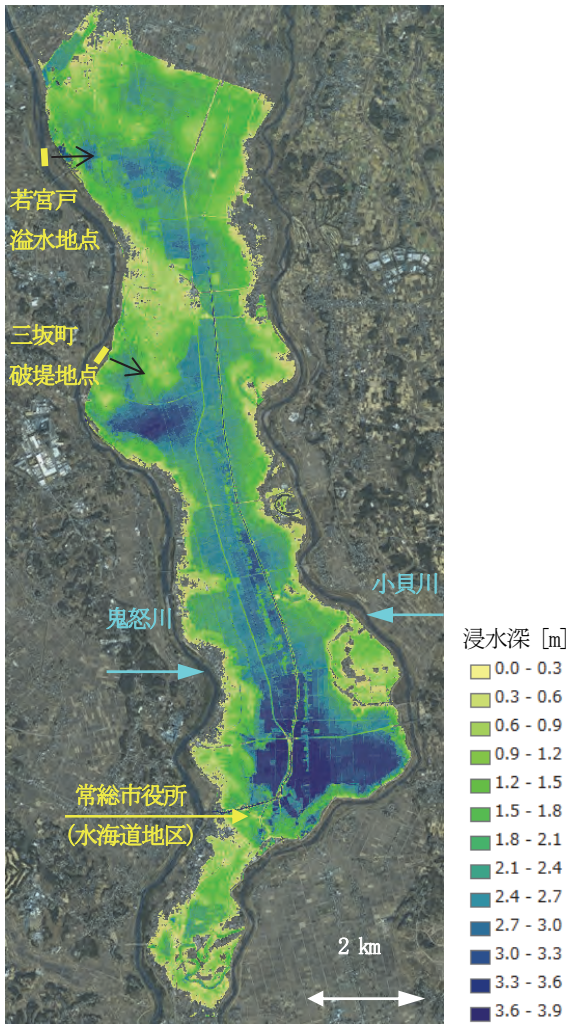 若宮戸
溢水地点
三坂町
破堤地点
小貝川
鬼怒川
常総市役所
(水海道地区)
2 km
浸水深 [m]
0.0 - 0.3
0.3 - 0.6
0.6 - 0.9
0.9 - 1.2
1.2 - 1.5
1.5 - 1.8
1.8 - 2.1
2.1 - 2.4
2.4 - 2.7
2.7 - 3.0
3.0 - 3.3
3.3 - 3.6
3.6 - 3.9